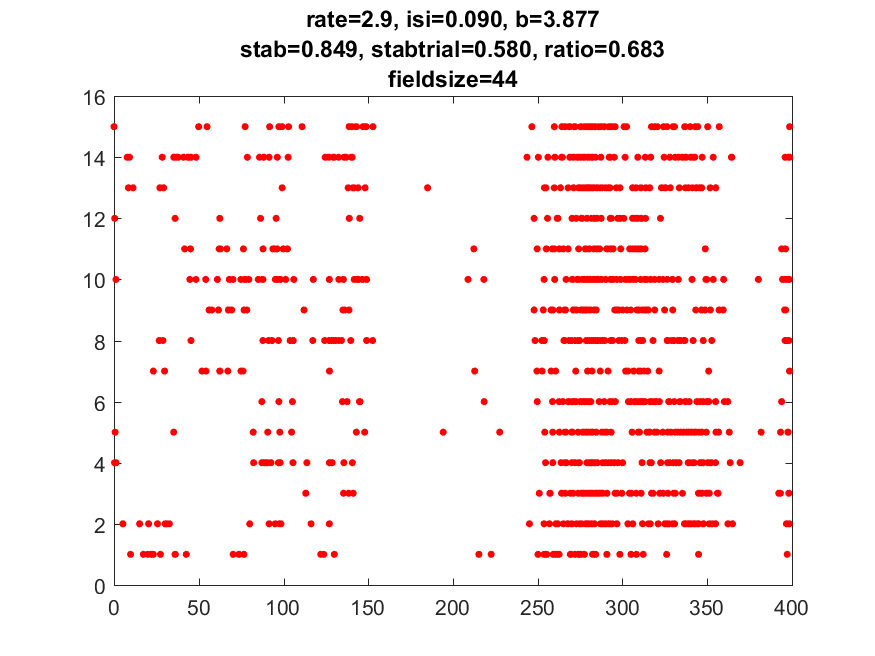 rate=2.9, isi=0.090, b=3.877
stab=0.849, stabtrial=0.580, ratio=0.683
fieldsize=44
16
14
12
10
8
6
4
2
0
0 50 100 150 200 250 300 350 400